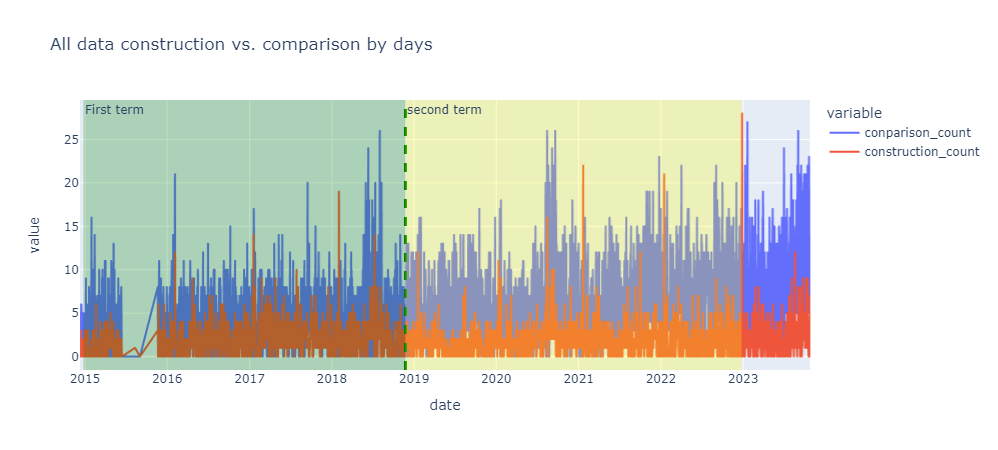 All data construction vs. comparison by days
First term
second term
variable
conparison_count
construction_count
25
20
15
10
5
0
value
2015 2016 2017 2018 2019 2020 2021 2022 2023
date